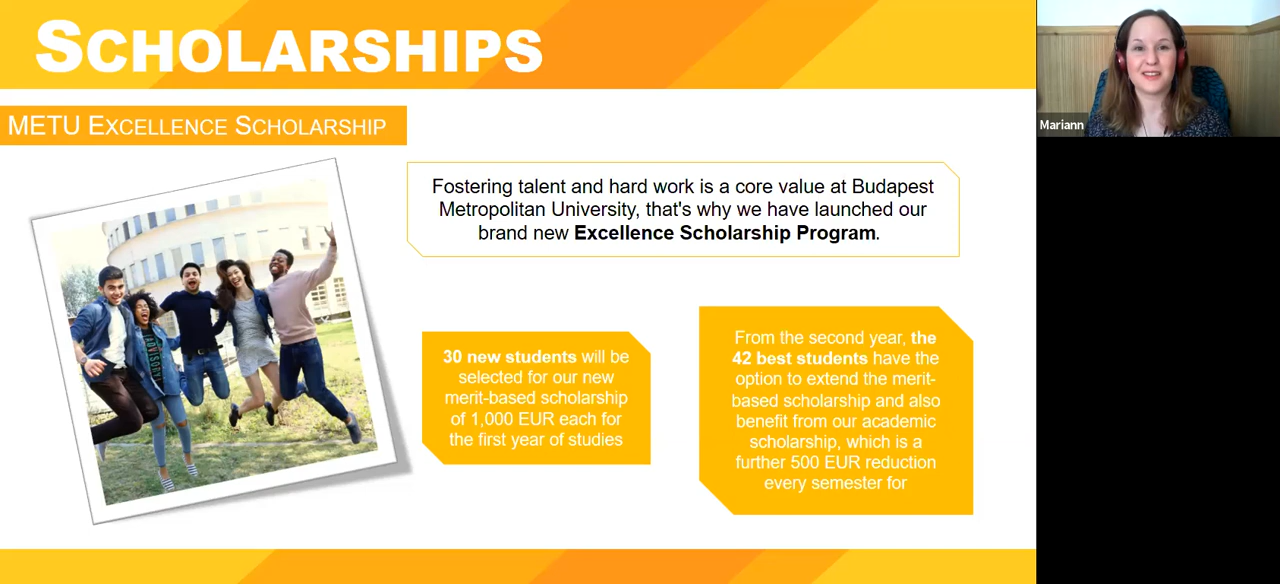 SCHOLARSHIPS
METU EXCELLENCE SCHOLARSHIP
Fostering talent and hard work is a core value at Budapest
Metropolitan University, that's why we have launched our
brand new Excellence Scholarship Program.
30 new students will be
selected for our new
merit-based scholarship
of 1,000 EUR each for
the first year of studies
From the second year, the
42 best students have the
option to extend the merit-
based scholarship and also
benefit from our academic
scholarship, which is a
further 500 EUR reduction
every semester for
ADVISORY
Mariann